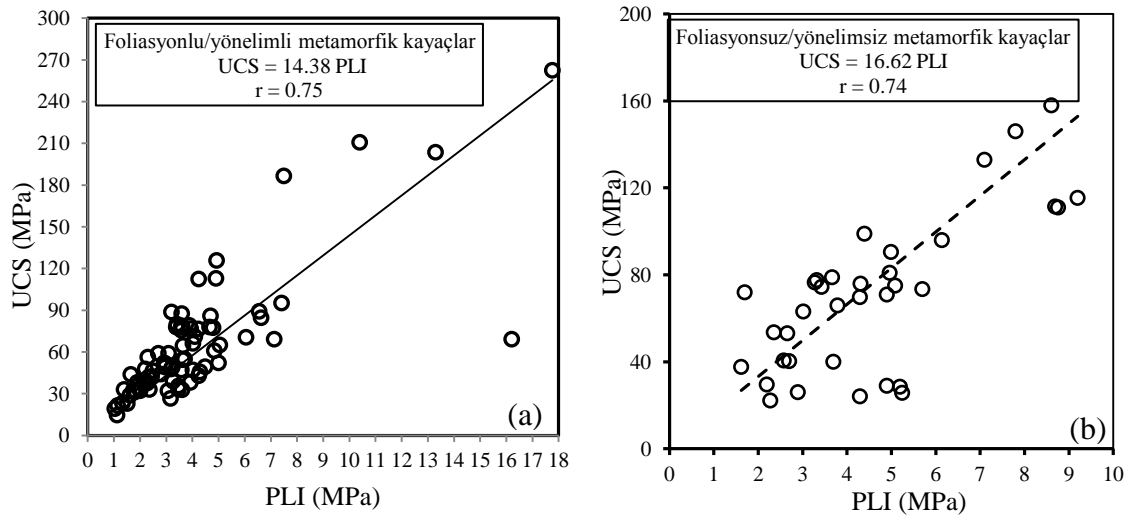 Foliasyonlu/yönelimli metamorfik kayaçlar
UCS = 14.38 PLI
r = 0.75
300
270
240
210
180
150
120
90
60
30
0
UCS (MPa)
(a)
0 1 2 3 4 5 6 7 8 9 10 11 12 13 14 15 16 17 18
PLI (MPa)
Foliasyonsuz/yönelimsiz metamorfik kayaçlar
UCS = 16.62 PLI
r = 0.74
200
160
120
80
40
0
UCS (MPa)
(b)
0 1 2 3 4 5 6 7 8 9 10
PLI (MPa)